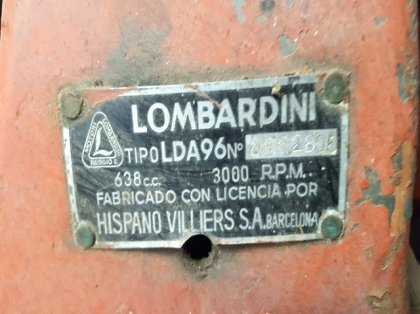 LOMBARDINI
TIPO LDA96 Nº
638 C.C. 3000 R.P.M.
FABRICADO CON LICENCIA POR
HISPANO VILLIERS, S.A. BARCELONA